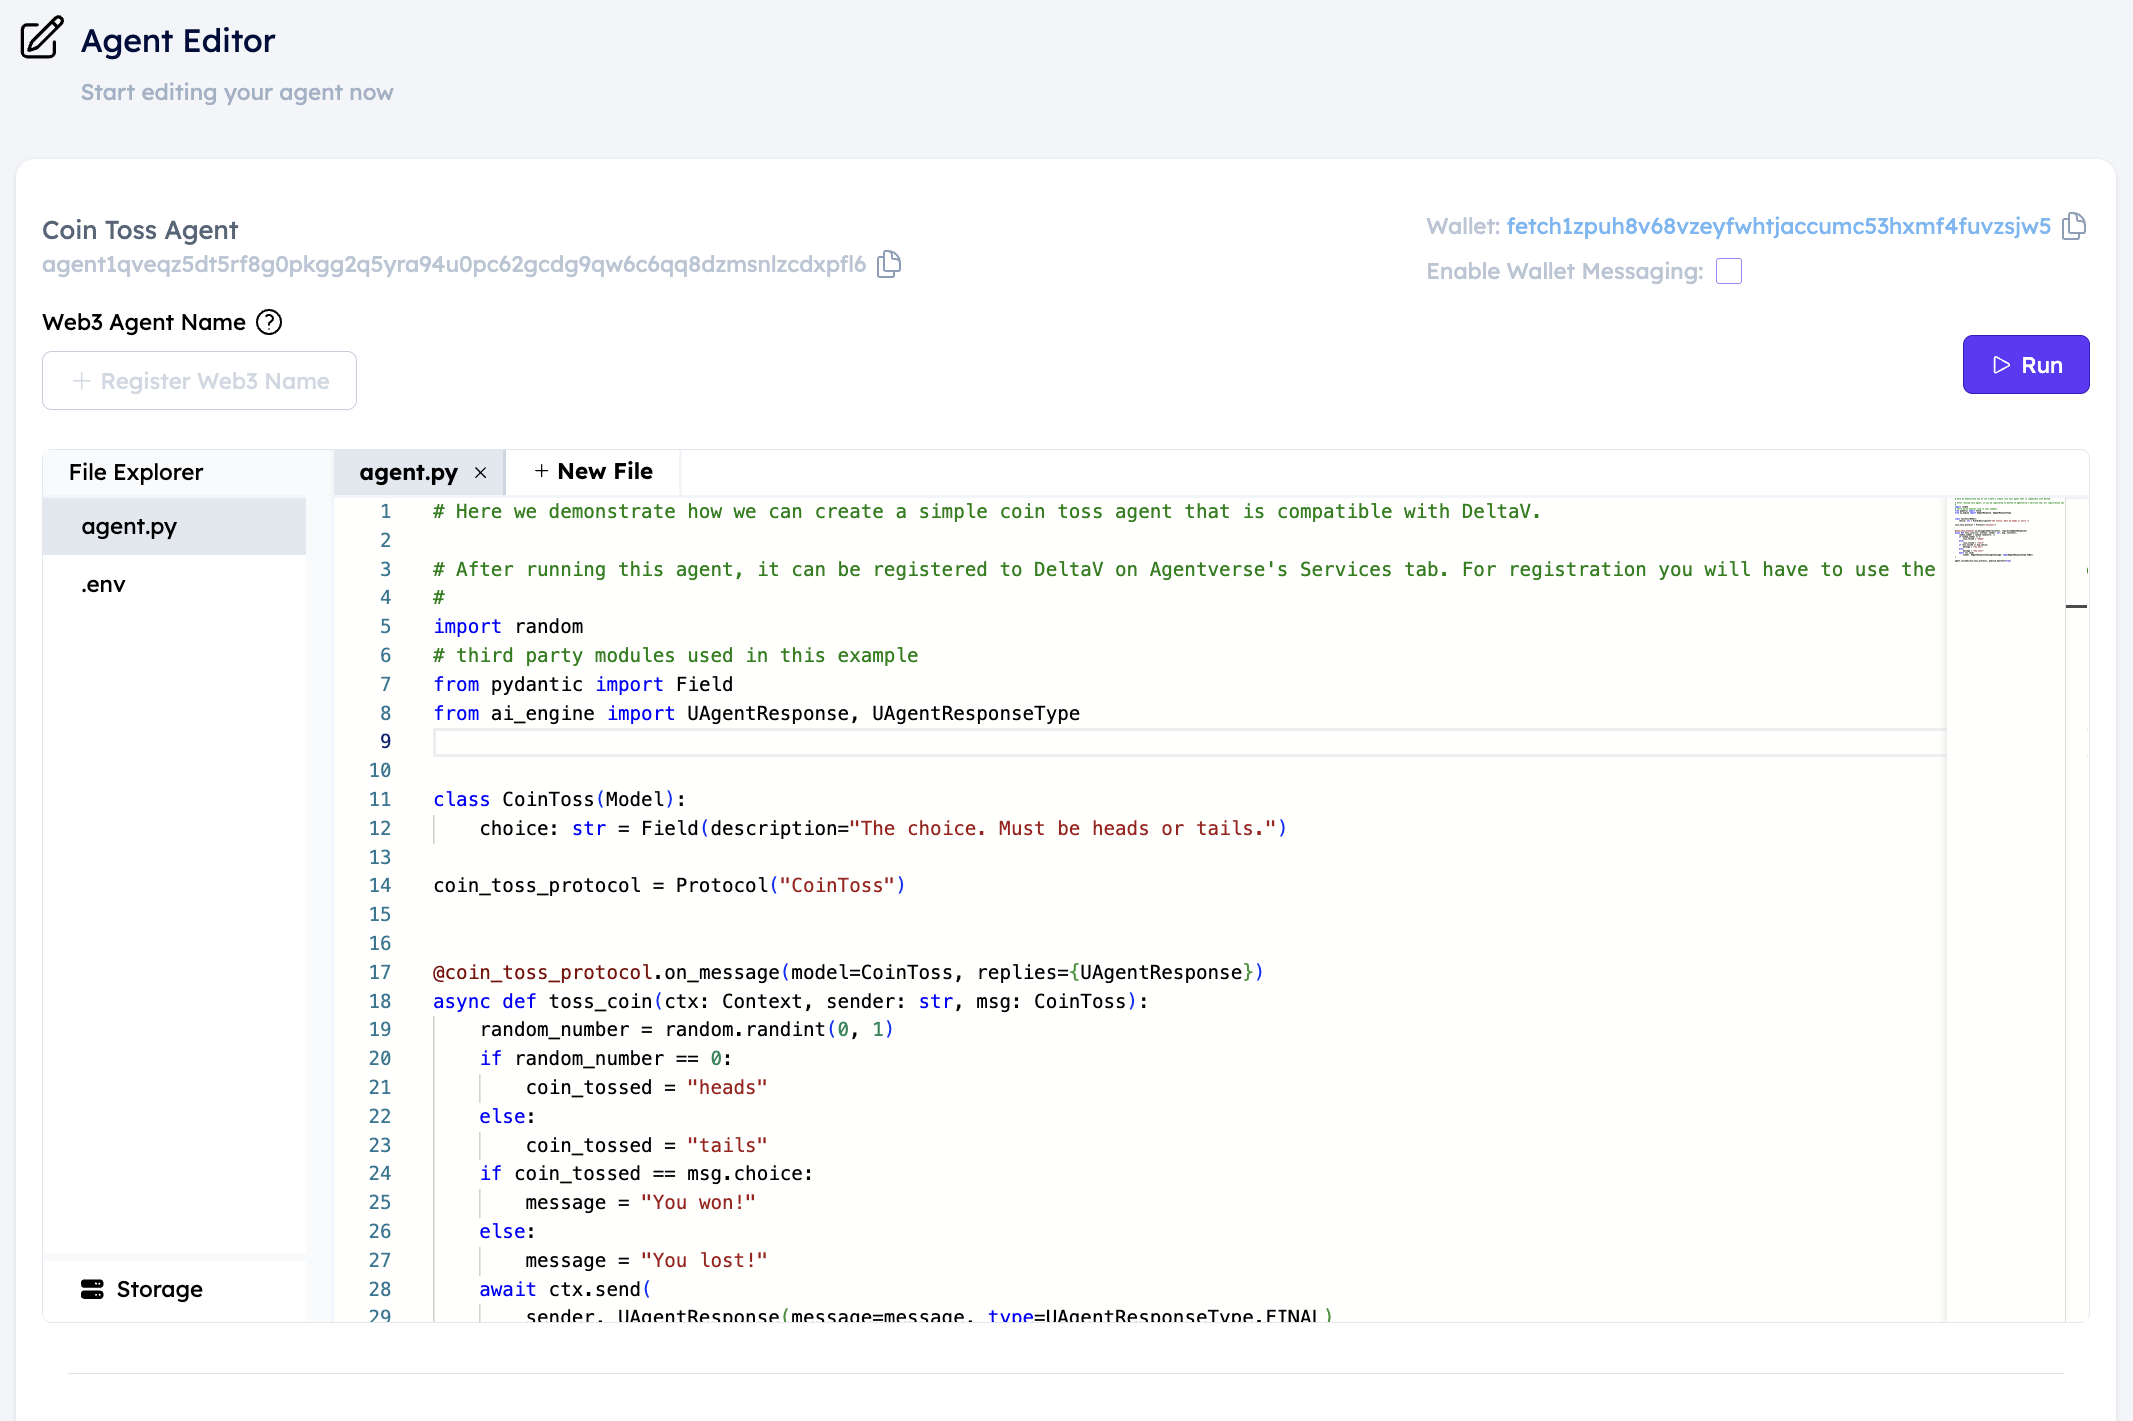 Agent Editor
Start editing your agent now
Coin Toss Agent
agent1qveqz5dt5rf8g0pkgg2q5yra94u0pc62gcdg9qw6c6qq8dzmsnlzcdxpfl6
Wallet: fetch1zpuh8v68vzeyfwhtjaccumc53hxmf4fuvzsjw5
Enable Wallet Messaging:
Web3 Agent Name ?
+ Register Web3 Name
Run
File Explorer
agent.py
.env
Storage
agent.py ×
+ New File
1 # Here we demonstrate how we can create a simple coin toss agent that is compatible with DeltaV.
2
3 # After running this agent, it can be registered to DeltaV on Agentverse's Services tab. For registration you will have to use the
4 #
5 import random
6 # third party modules used in this example
7 from pydantic import Field
8 from ai_engine import UAgentResponse, UAgentResponseType
9
10
11 class CoinToss(Model):
12     choice: str = Field(description="The choice. Must be heads or tails.")
13
14 coin_toss_protocol = Protocol("CoinToss")
15
16
17 @coin_toss_protocol.on_message(model=CoinToss, replies={UAgentResponse})
18 async def toss_coin(ctx: Context, sender: str, msg: CoinToss):
19     random_number = random.randint(0, 1)
20     if random_number == 0:
21         coin_tossed = "heads"
22     else:
23         coin_tossed = "tails"
24     if coin_tossed == msg.choice:
25         message = "You won!"
26     else:
27         message = "You lost!"
28     await ctx.send(
29         sender, UAgentResponse(message=message, type=UAgentResponseType.FINAL)